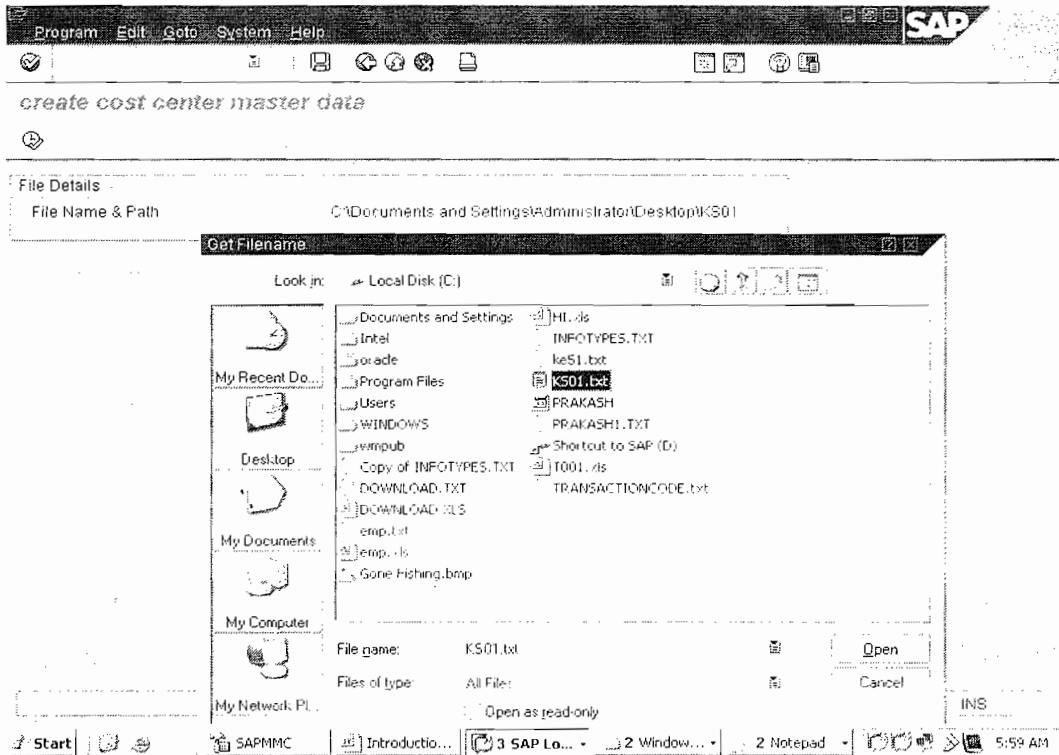 Program Edit Goto System Help
SAP
create cost center master data
File Details
File Name & Path C:\Documents and Settings\Administrator\Desktop\KS01
Get Filename
Look in: Local Disk (C:)
My Recent Do...
Desktop
My Documents
My Computer
My Network Pl...
Documents and Settings
Intel
oracle
Program Files
Users
WINDOWS
wmpub
Copy of INFOTYPES.TXT
DOWNLOAD.TXT
DOWNLOAD.XLS
emp.txt
emp.xls
Gone Fishing.bmp
HI.xls
INFOTYPES.TXT
ke51.txt
KS01.txt
PRAKASH
PRAKASH1.TXT
Shortcut to SAP (D)
T001.xls
TRANSACTIONCODE.txt
File name: KS01.txt Open
Files of type: All Files Cancel
Open as read-only
INS
Start SAPMMC Introductio... 3 SAP Lo... 2 Window... 2 Notepad 5:59 AM